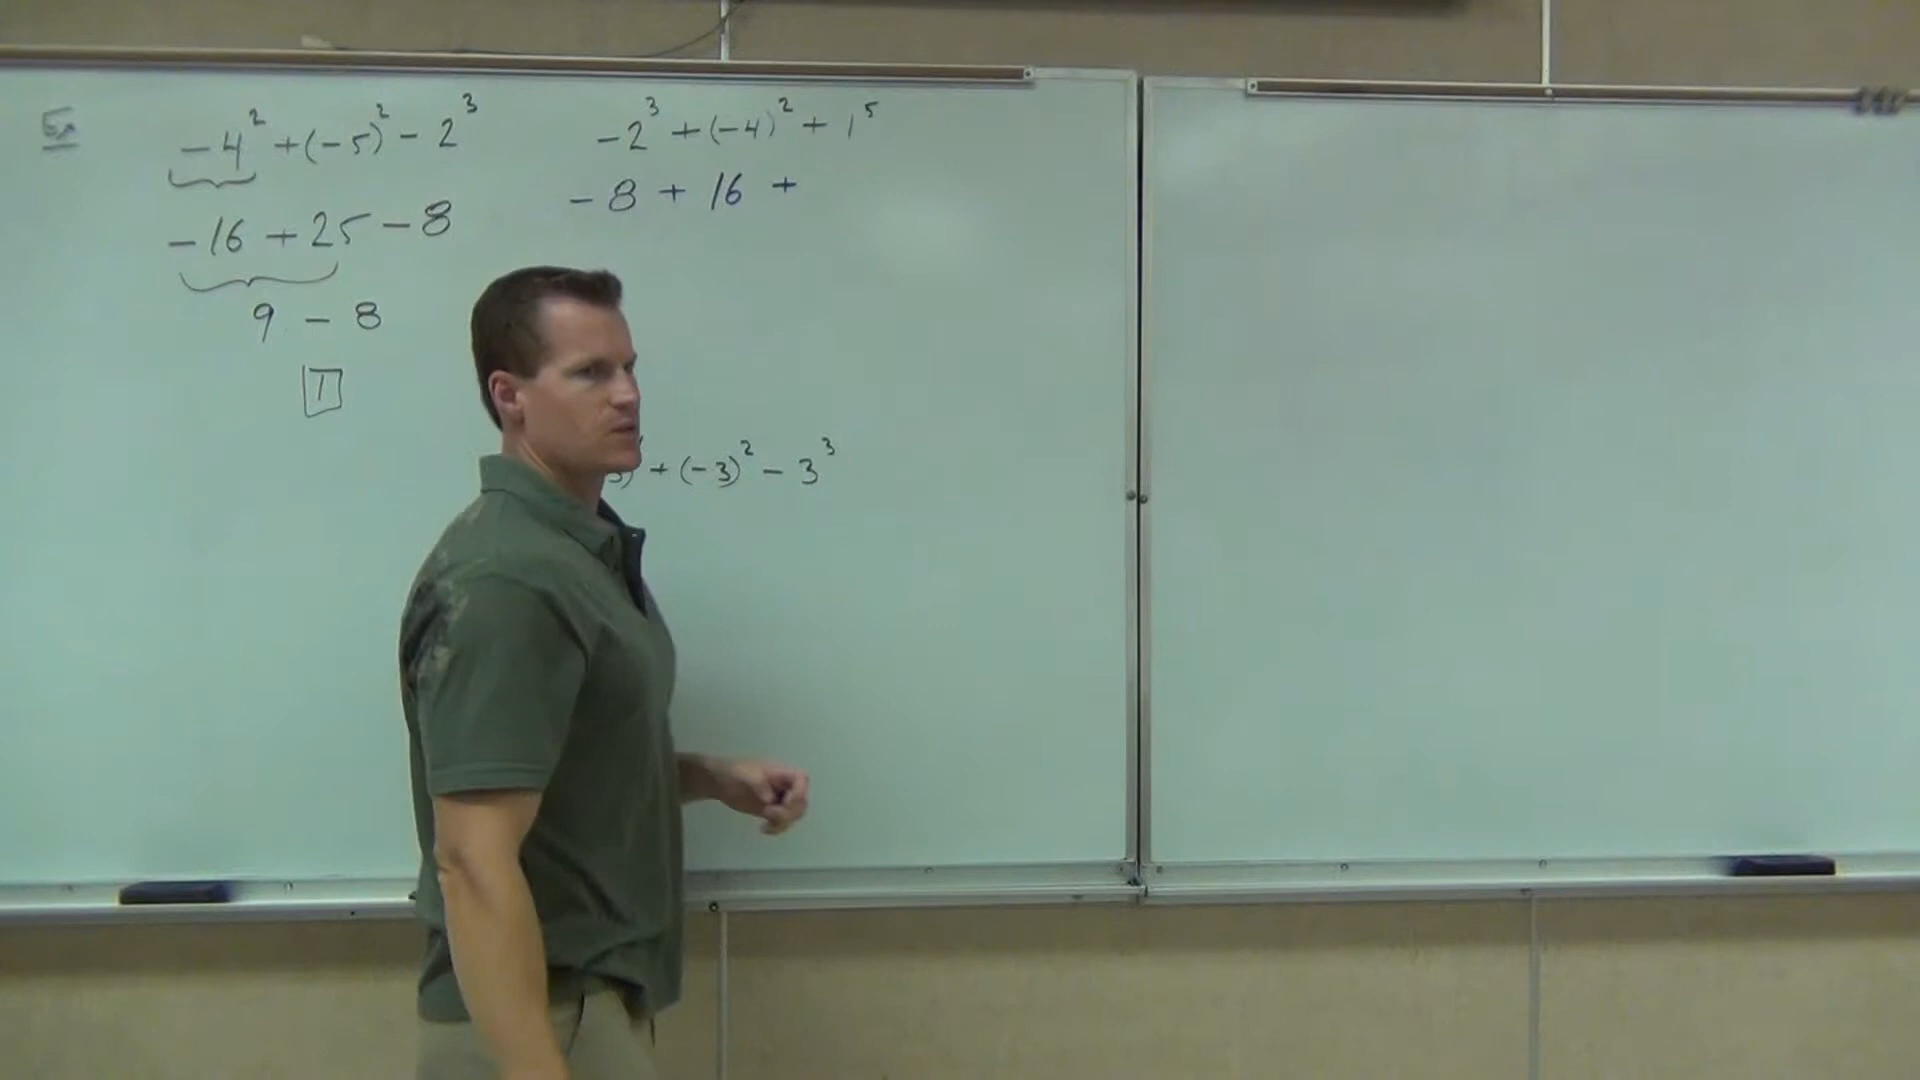 Ex
-4² + (-5)² - 2³
-16 + 25 - 8
9 - 8
1
-2³ + (-4)² + 1⁵
-8 + 16 +
3) + (-3)² - 3³